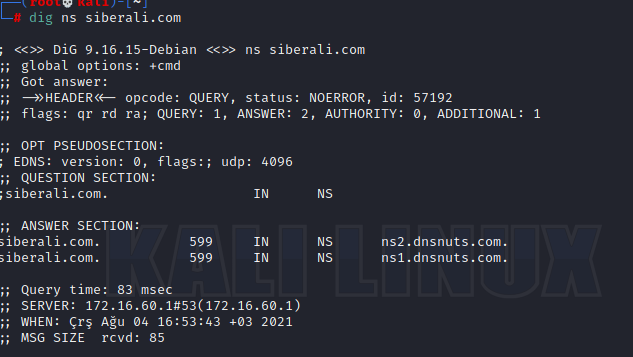 (root💀kali)-[~]
# dig ns siberali.com
; <<>> DiG 9.16.15-Debian <<>> ns siberali.com
;; global options: +cmd
;; Got answer:
;; ->>HEADER<<- opcode: QUERY, status: NOERROR, id: 57192
;; flags: qr rd ra; QUERY: 1, ANSWER: 2, AUTHORITY: 0, ADDITIONAL: 1
;; OPT PSEUDOSECTION:
; EDNS: version: 0, flags:; udp: 4096
;; QUESTION SECTION:
;siberali.com. IN NS
;; ANSWER SECTION:
siberali.com. 599 IN NS ns2.dnsnuts.com.
siberali.com. 599 IN NS ns1.dnsnuts.com.
KALI LINUX
;; Query time: 83 msec
;; SERVER: 172.16.60.1#53(172.16.60.1)
;; WHEN: Çrş Ağu 04 16:53:43 +03 2021
;; MSG SIZE rcvd: 85